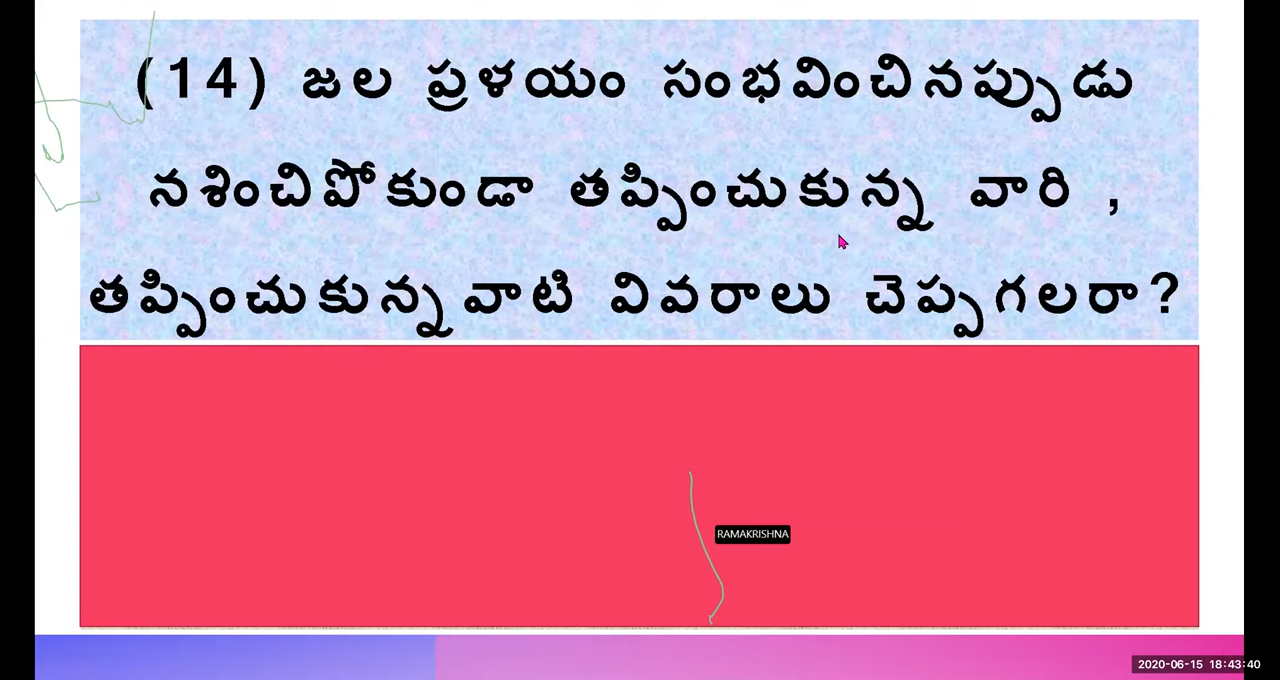 (14) జల ప్రళయం సంభవించినప్పుడు
నశించిపోకుండా తప్పించుకున్న వారి ,
తప్పించుకున్నవాటి వివరాలు చెప్పగలరా?
RAMAKRISHNA
2020-06-15 18:43:40